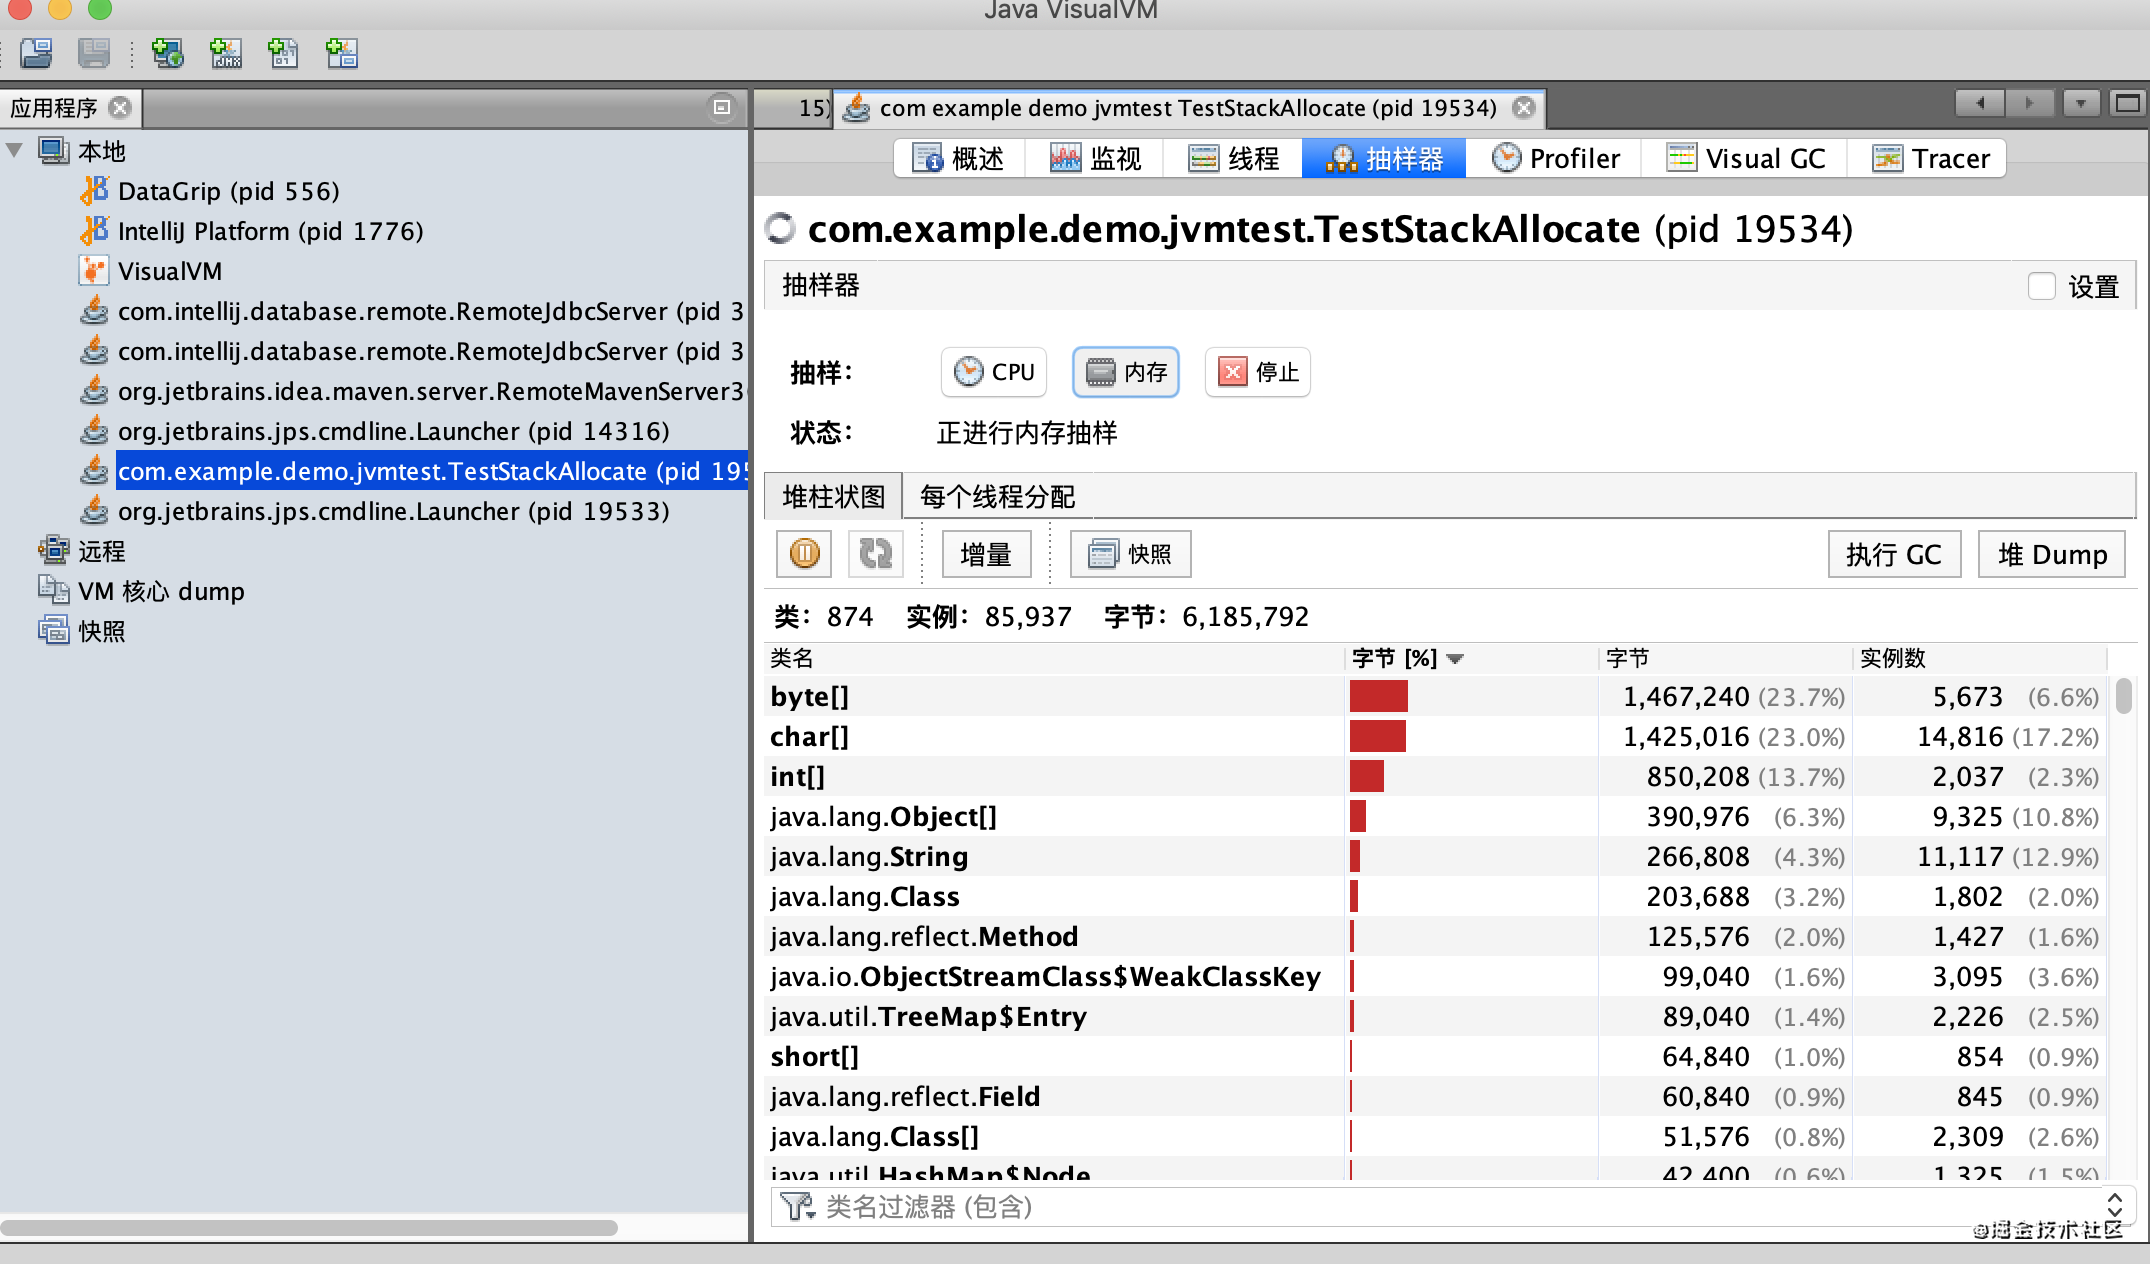 Java VisualVM
应用程序
本地
DataGrip (pid 556)
IntelliJ Platform (pid 1776)
VisualVM
com.intellij.database.remote.RemoteJdbcServer (pid 3
com.intellij.database.remote.RemoteJdbcServer (pid 3
org.jetbrains.idea.maven.server.RemoteMavenServer3
org.jetbrains.jps.cmdline.Launcher (pid 14316)
com.example.demo.jvmtest.TestStackAllocate (pid 195
org.jetbrains.jps.cmdline.Launcher (pid 19533)
远程
VM 核心 dump
快照
15) com example demo jvmtest TestStackAllocate (pid 19534)
概述 监视 线程 抽样器 Profiler Visual GC Tracer
com.example.demo.jvmtest.TestStackAllocate (pid 19534)
抽样器 设置
抽样： CPU 内存 停止
状态： 正进行内存抽样
堆柱状图 每个线程分配
增量 快照 执行 GC 堆 Dump
类： 874 实例： 85,937 字节： 6,185,792
类名 字节 [%] 字节 实例数
byte[] 1,467,240 (23.7%) 5,673 (6.6%)
char[] 1,425,016 (23.0%) 14,816 (17.2%)
int[] 850,208 (13.7%) 2,037 (2.3%)
java.lang.Object[] 390,976 (6.3%) 9,325 (10.8%)
java.lang.String 266,808 (4.3%) 11,117 (12.9%)
java.lang.Class 203,688 (3.2%) 1,802 (2.0%)
java.lang.reflect.Method 125,576 (2.0%) 1,427 (1.6%)
java.io.ObjectStreamClass$WeakClassKey 99,040 (1.6%) 3,095 (3.6%)
java.util.TreeMap$Entry 89,040 (1.4%) 2,226 (2.5%)
short[] 64,840 (1.0%) 854 (0.9%)
java.lang.reflect.Field 60,840 (0.9%) 845 (0.9%)
java.lang.Class[] 51,576 (0.8%) 2,309 (2.6%)
java.util.HashMap$Node 42,400 (0.6%) 1,325 (1.5%)
类名过滤器 (包含)
@掘金技术社区